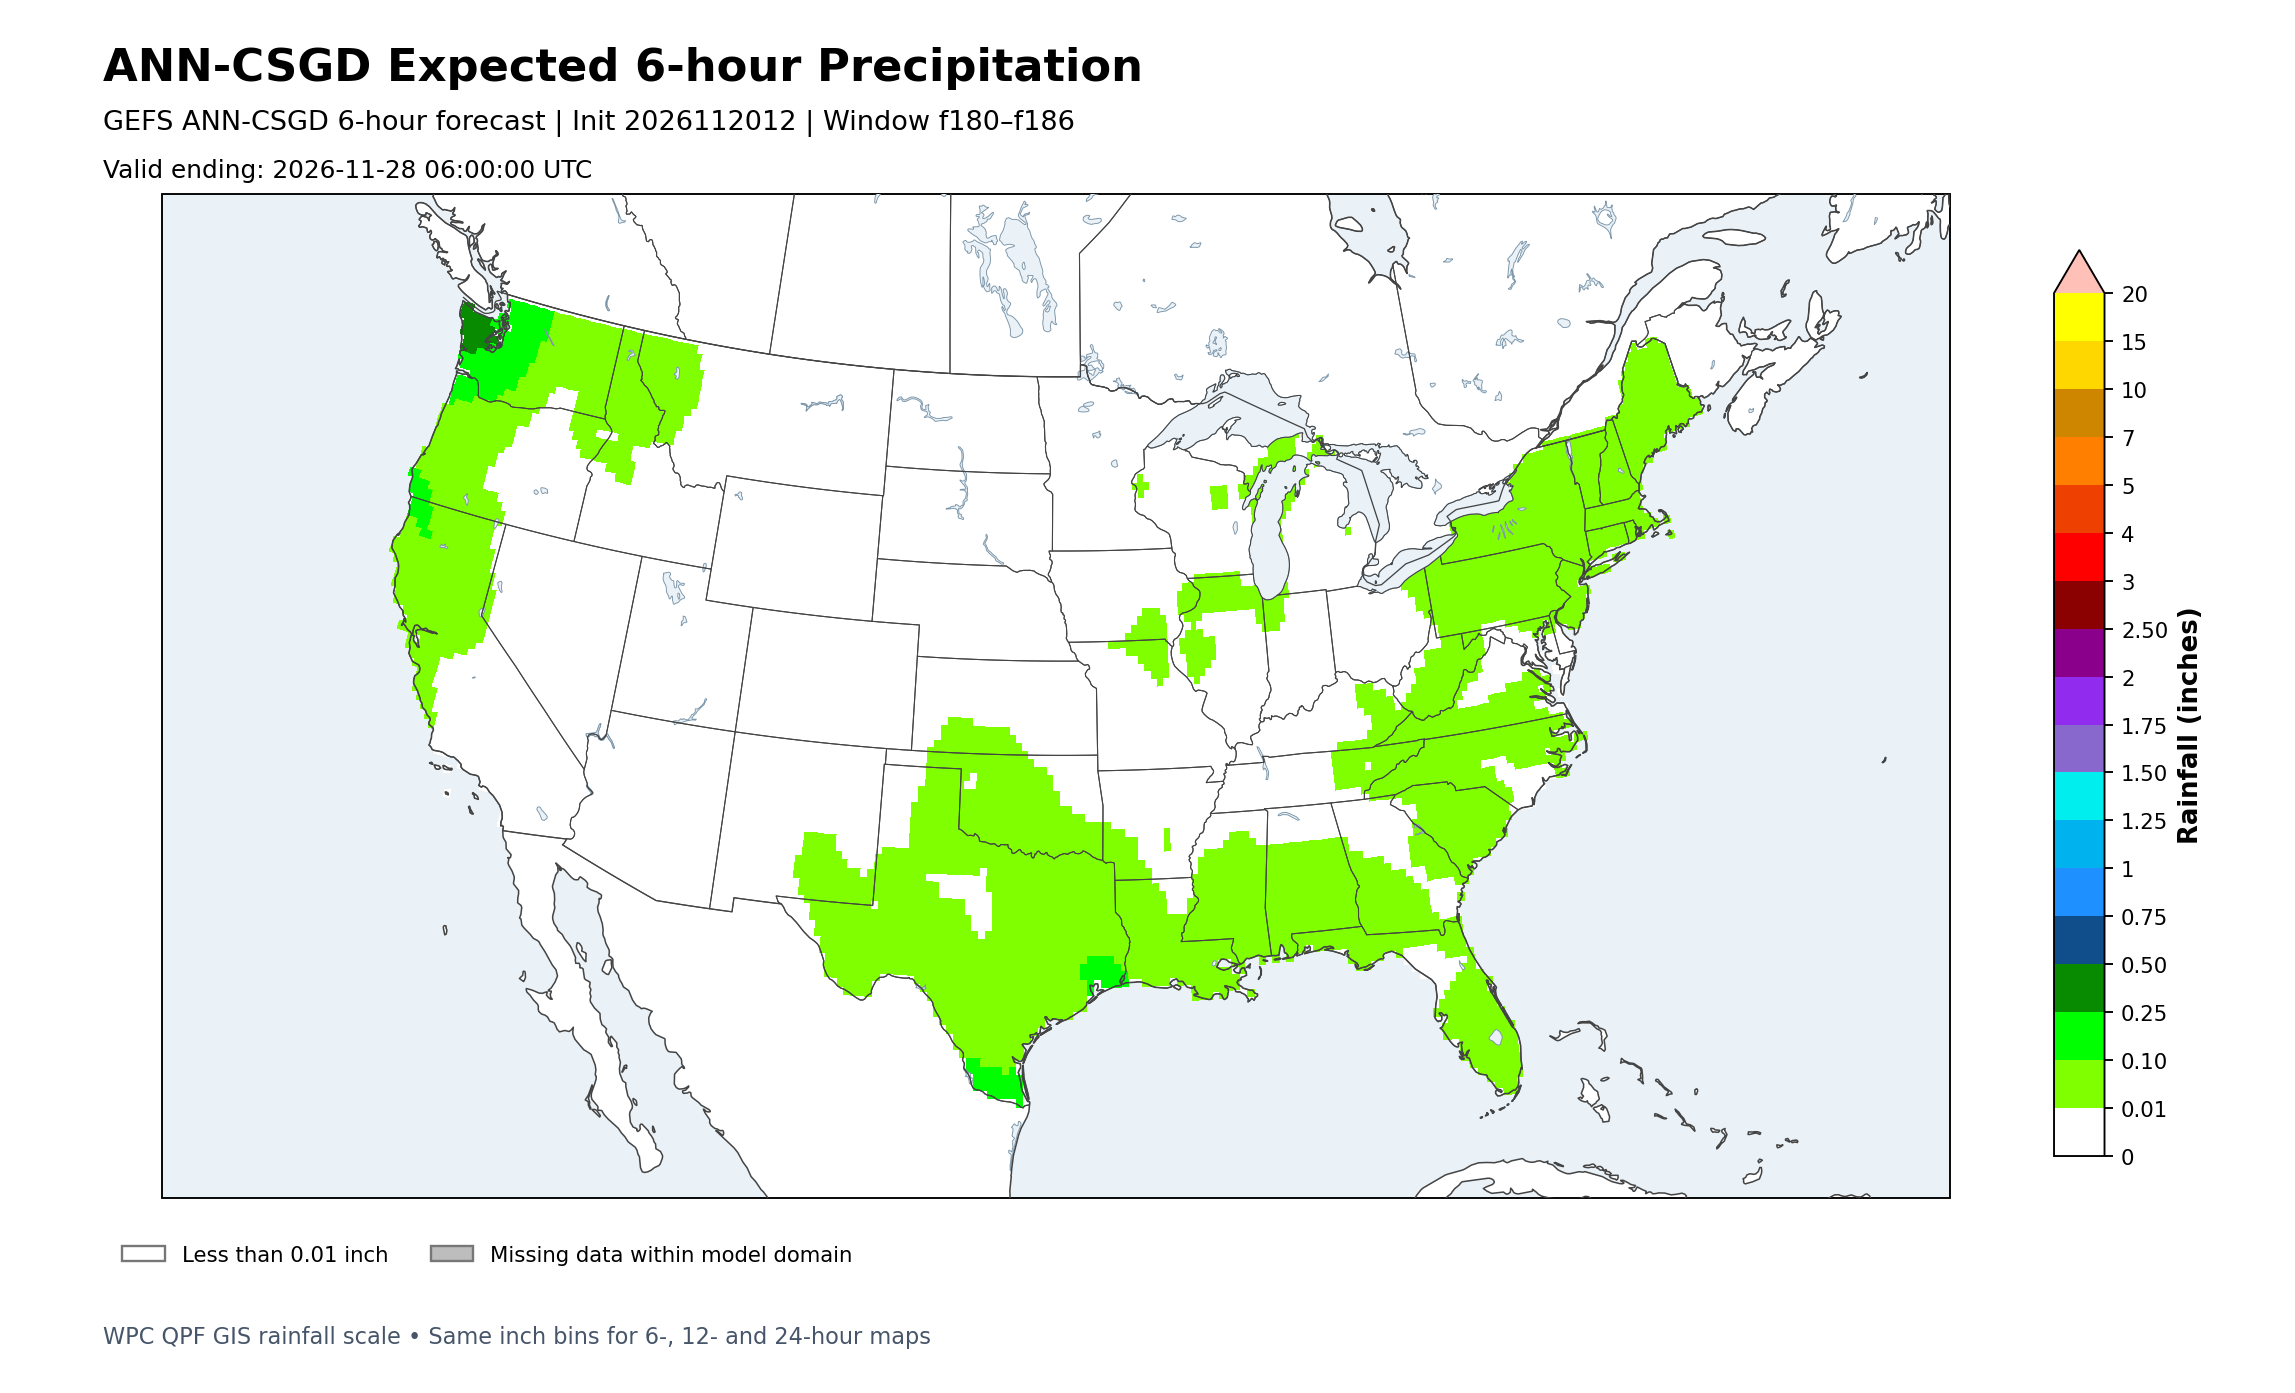 ANN-CSGD Expected 6-hour Precipitation
GEFS ANN-CSGD 6-hour forecast | Init 2026112012 | Window f180–f186
Valid ending: 2026-11-28 06:00:00 UTC
20
15
10
7
5
4
3
2.50
2
1.75
1.50
1.25
1
0.75
0.50
0.25
0.10
0.01
0
Rainfall (inches)
Less than 0.01 inch
Missing data within model domain
WPC QPF GIS rainfall scale • Same inch bins for 6-, 12- and 24-hour maps